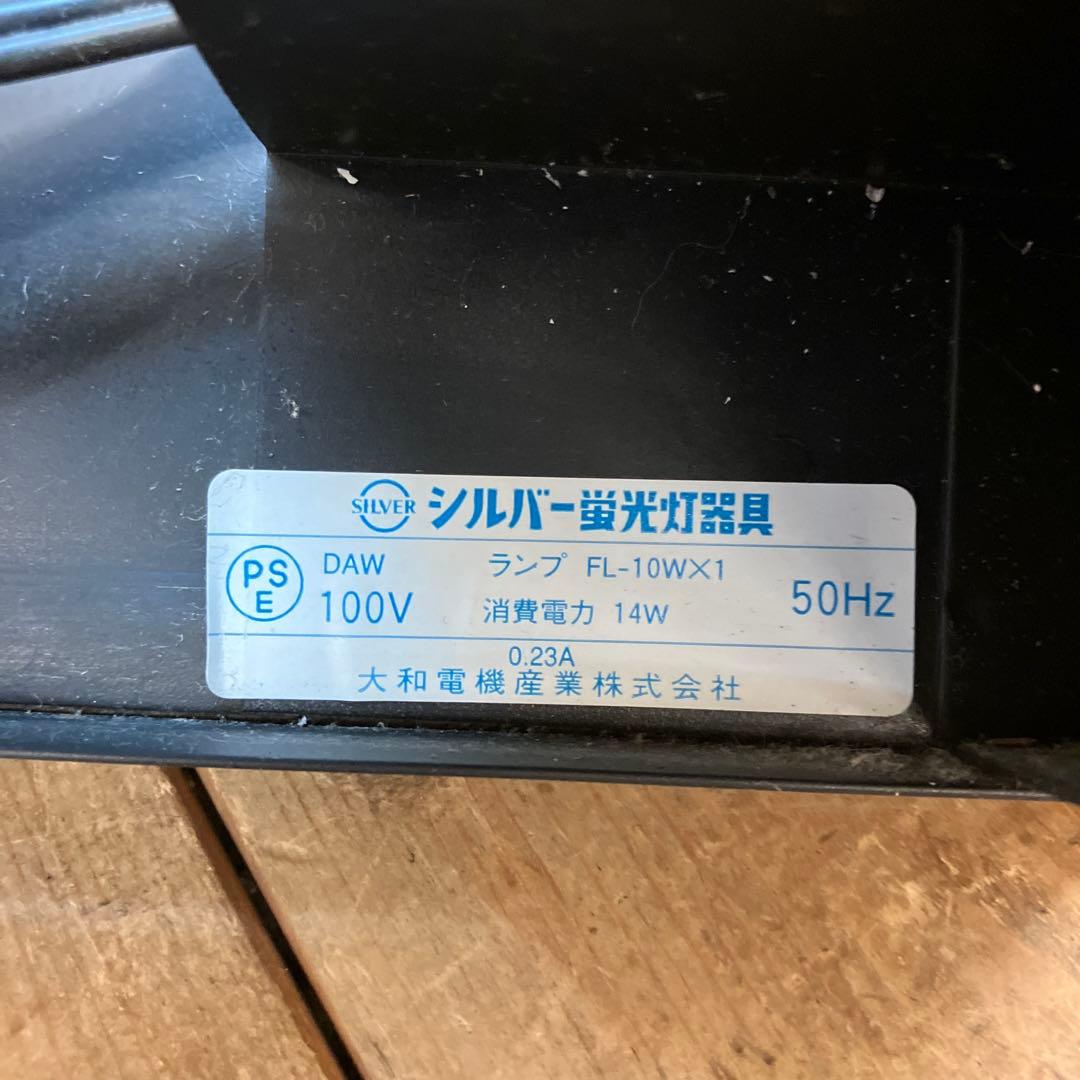 SILVER シルバー蛍光灯器具
PS E DAW ランプ FL-10W×1 50Hz
100V 消費電力 14W
0.23A
大和電機産業株式会社